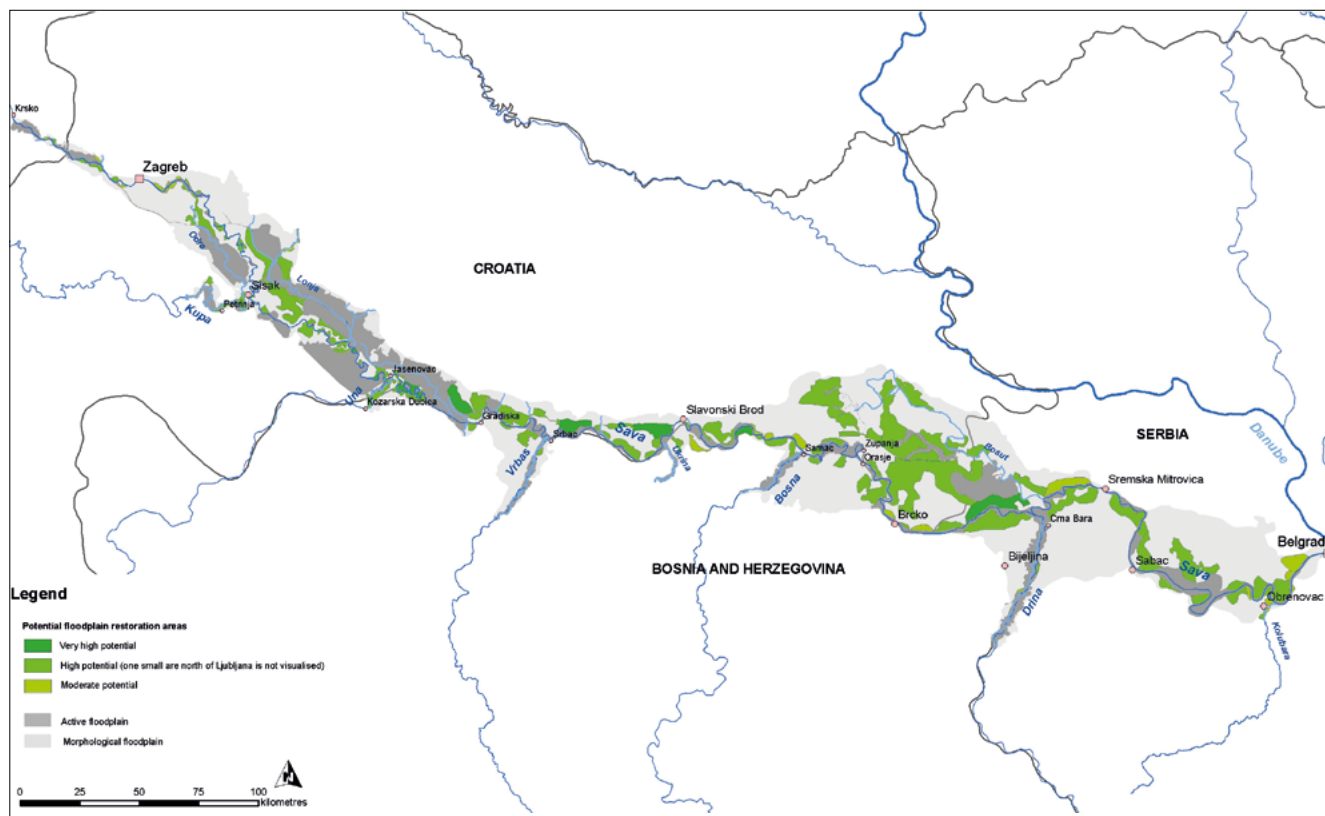 Krsko
Zagreb
Odra
CROATIA
Sisak
Lonja
Petrinja
Kupa
Jasenovac
Una
Kozarska Dubica
Gradiska
Slavonski Brod
Srbac
Sava
Ukrina
Vrbas
Samac
Zupanja
Orasje
Bosut
SERBIA
Danube
Bosna
Sremska Mitrovica
Brcko
Crna Bara
Belgrad
BOSNIA AND HERZEGOVINA
Bijeljina
Sabac
Sava
Drina
Obrenovac
Kolubara
Legend
Potential floodplain restoration areas
Very high potential
High potential (one small are north of Ljubljana is not visualised)
Moderate potential
Active floodplain
Morphological floodplain
N
0 25 50 75 100
kilometres